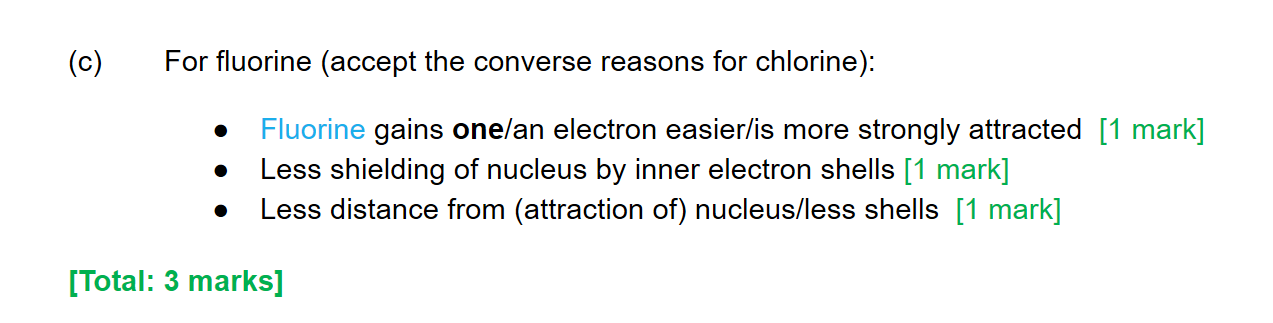 (c) For fluorine (accept the converse reasons for chlorine):
● Fluorine gains one/an electron easier/is more strongly attracted [1 mark]
● Less shielding of nucleus by inner electron shells [1 mark]
● Less distance from (attraction of) nucleus/less shells [1 mark]
[Total: 3 marks]